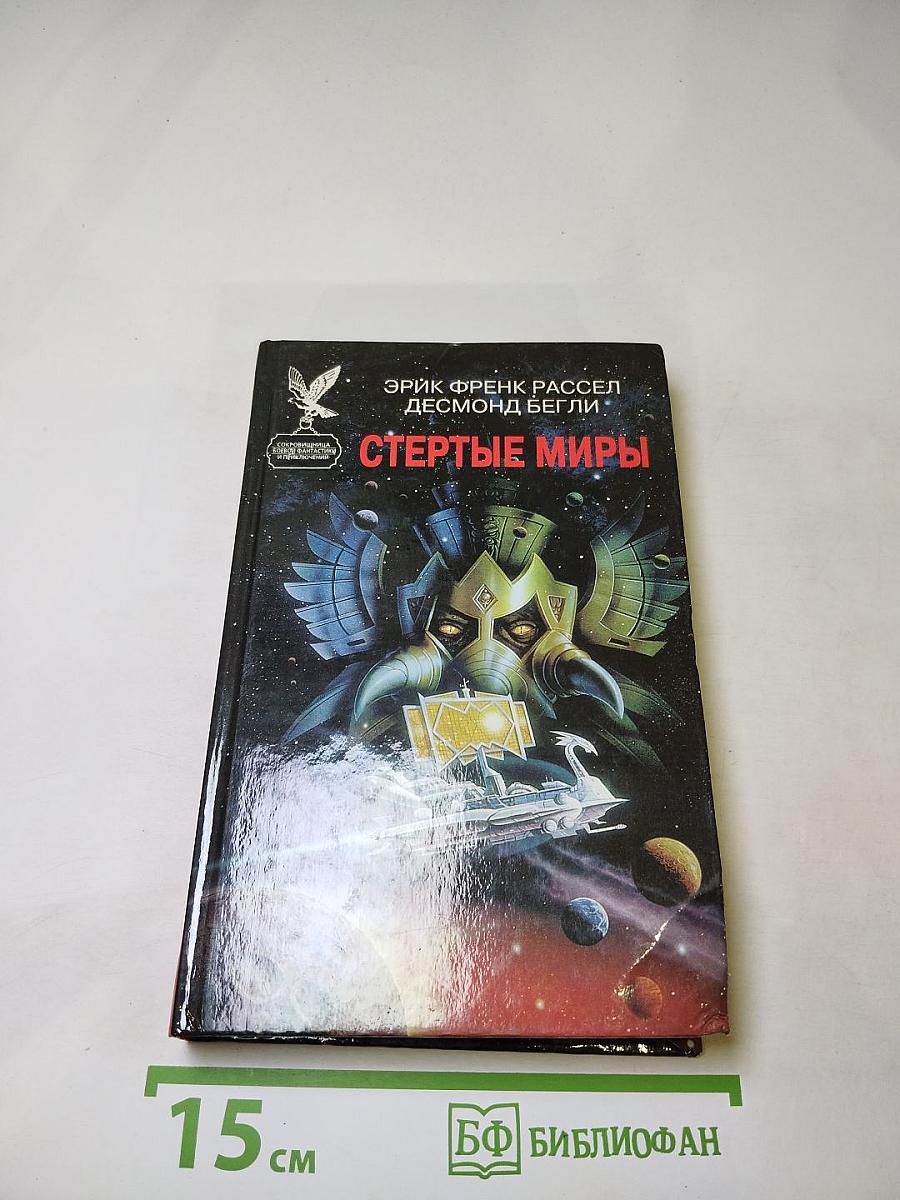 ЭРИК ФРЕНК РАССЕЛ
ДЕСМОНД БЕГЛИ
СТЕРТЫЕ МИРЫ
СОКРОВИЩНИЦА
БОЕВОЙ ФАНТАСТИКИ
И ПРИКЛЮЧЕНИЙ
15 см
БФ БИБЛИОФАН